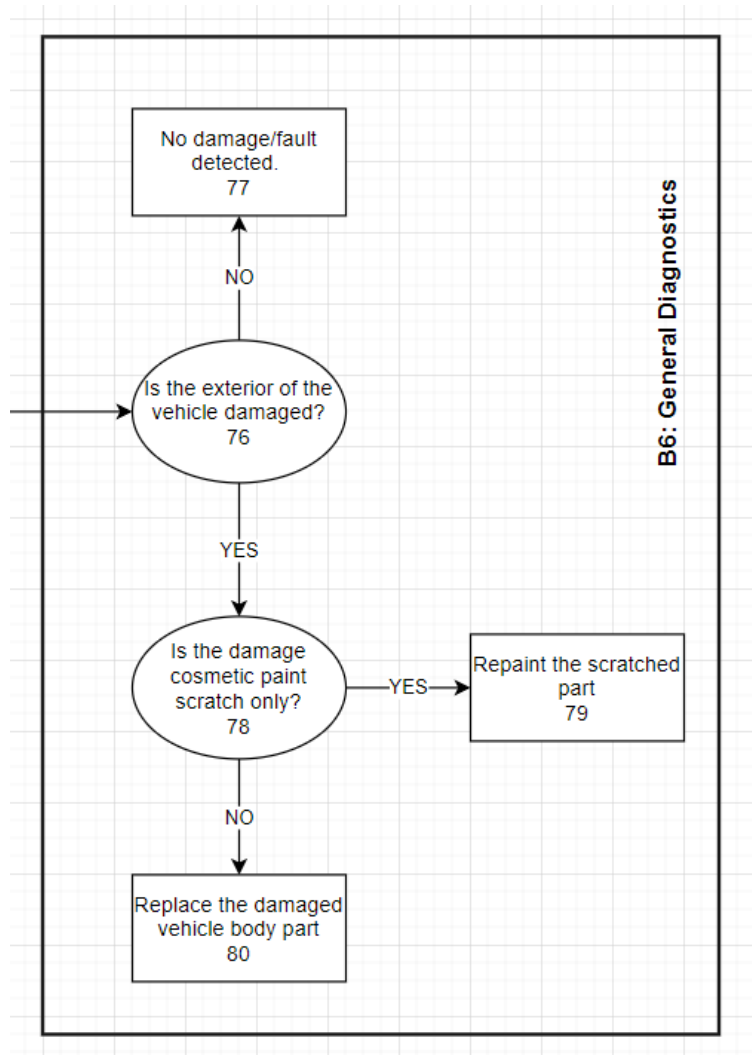 No damage/fault
detected.
77
NO
Is the exterior of the
vehicle damaged?
76
YES
Is the damage
cosmetic paint
scratch only?
78
YES
Repaint the scratched
part
79
NO
Replace the damaged
vehicle body part
80
B6: General Diagnostics